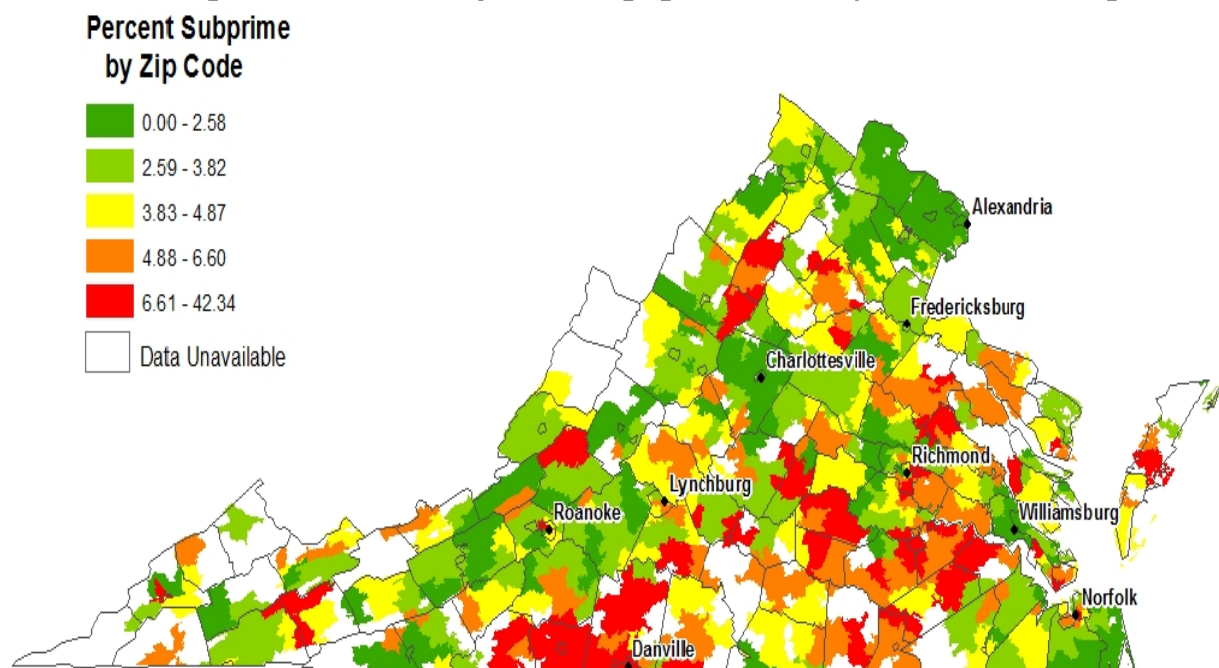 Percent Subprime
by Zip Code
0.00 - 2.58
2.59 - 3.82
3.83 - 4.87
4.88 - 6.60
6.61 - 42.34
Data Unavailable
Alexandria
Fredericksburg
Charlottesville
Richmond
Lynchburg
Roanoke
Williamsburg
Norfolk
Danville